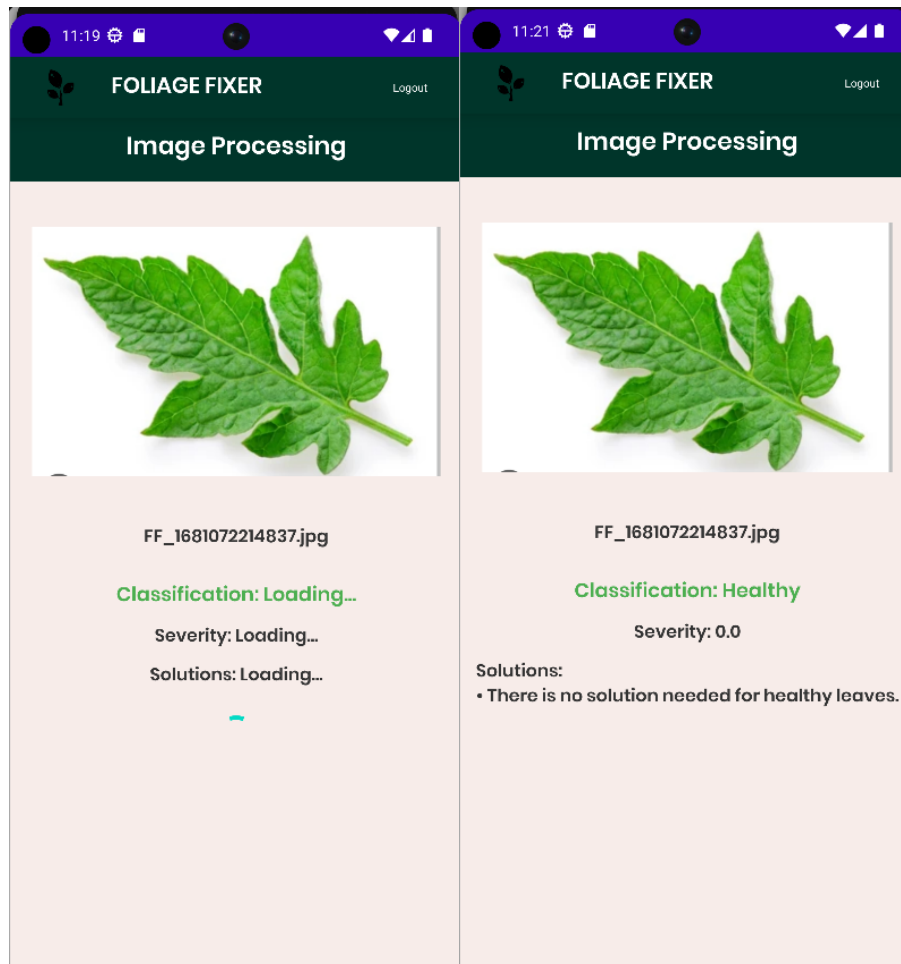 11:19
FOLIAGE FIXER
Logout
Image Processing
FF_1681072214837.jpg
Classification: Loading...
Severity: Loading...
Solutions: Loading...
11:21
FOLIAGE FIXER
Logout
Image Processing
FF_1681072214837.jpg
Classification: Healthy
Severity: 0.0
Solutions:
• There is no solution needed for healthy leaves.